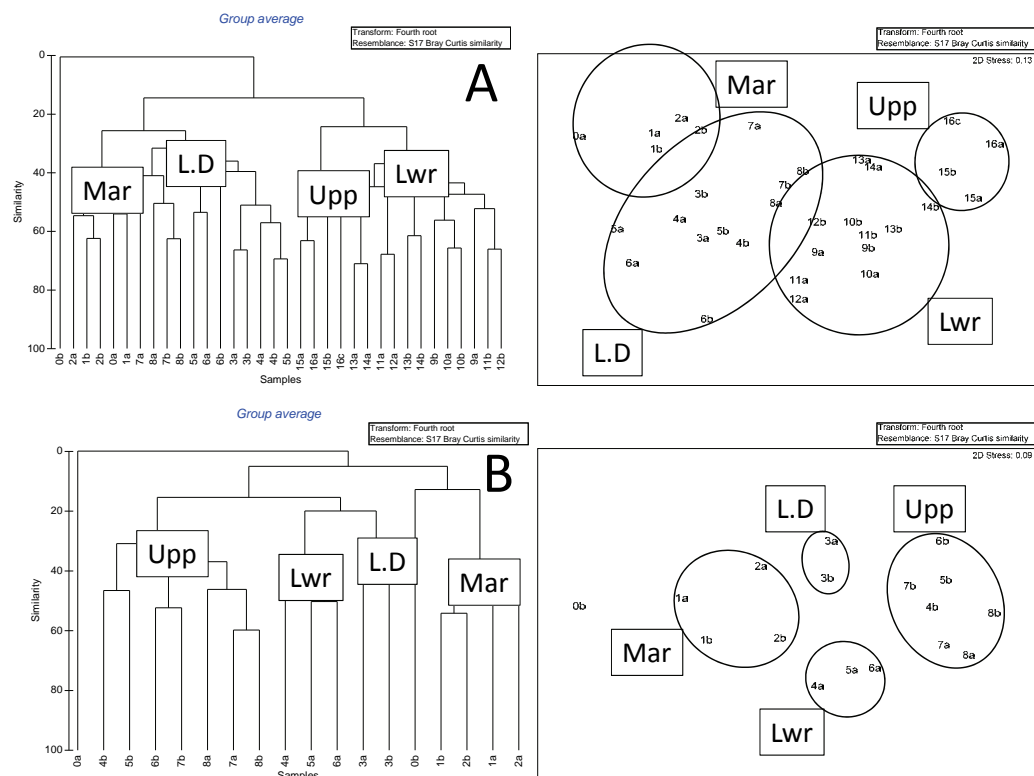 Group average
Transform: Fourth root
Resemblance: S17 Bray Curtis similarity
A
0
20
40
60
80
100
Similarity
Mar
L.D
Upp
Lwr
0b 2a 1b 2b 0a 1a 7a 8a 7b 8b 5a 6a 6b 3a 3b 4a 4b 5b 15a 16a 15b 16c 13a 14a 11a 12a 13b 14b 9b 10a 10b 9a 11b 12b
Samples
Transform: Fourth root
Resemblance: S17 Bray Curtis similarity
2D Stress: 0,13
Mar
Upp
L.D
Lwr
2a
7a
16c
0a
1a
2b
16a
1b
13a
14a
8b
15b
7b
3b
15a
8a
14b
4a
12b
10b
5a
5b
13b
3a
11b
4b
9b
9a
6a
10a
11a
12a
6b
Group average
Transform: Fourth root
Resemblance: S17 Bray Curtis similarity
B
0
20
40
60
80
100
Similarity
Upp
Lwr
L.D
Mar
0a 4b 5b 6b 7b 8a 7a 8b 4a 5a 6a 3a 3b 0b 1b 2b 1a 2a
Samples
Transform: Fourth root
Resemblance: S17 Bray Curtis similarity
2D Stress: 0,09
L.D
Upp
3a
6b
2a
3b
5b
7b
1a
0b
4b
8b
1b
2b
7a
8a
Mar
5a
6a
4a
Lwr